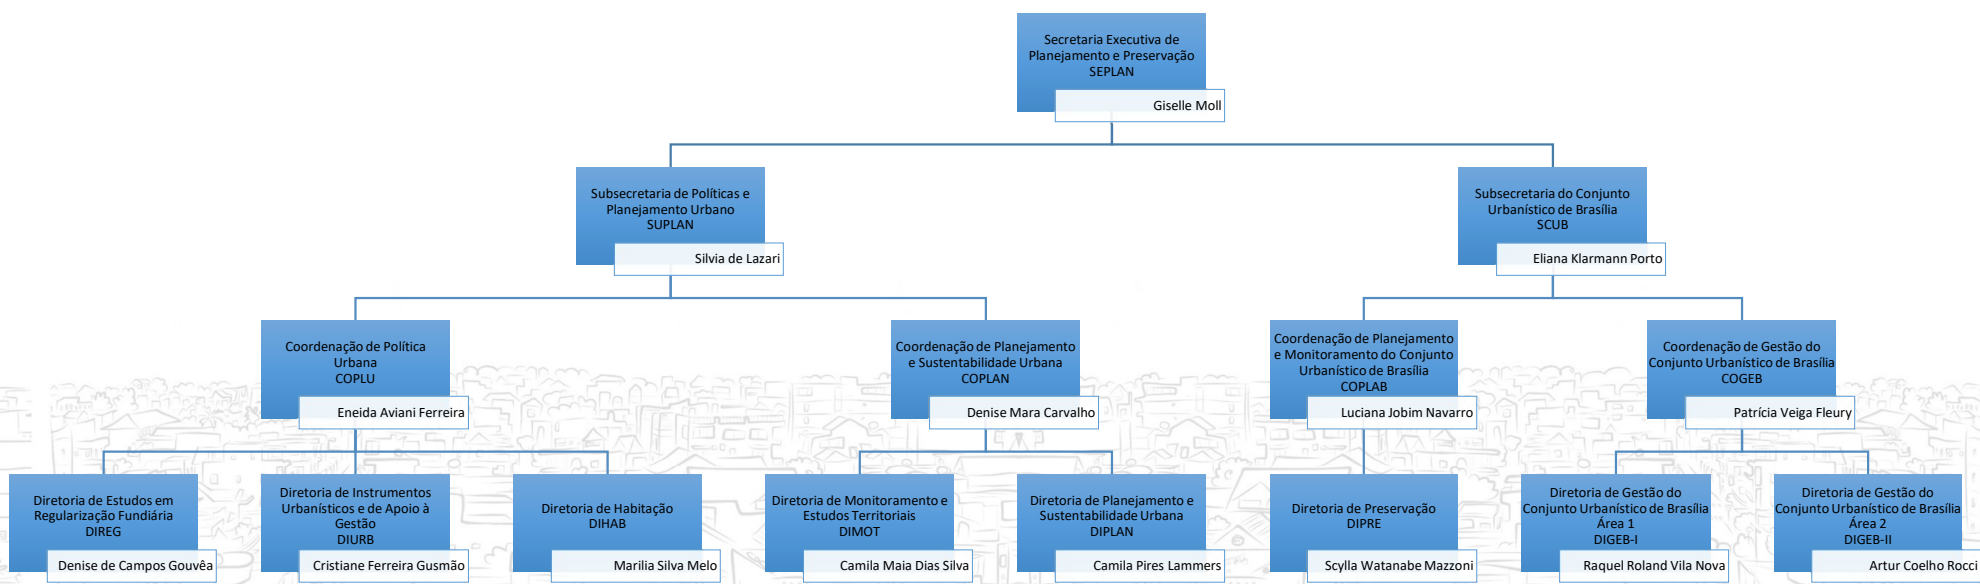 Secretaria Executiva de
Planejamento e Preservação
SEPLAN
Giselle Moll
Subsecretaria de Políticas e
Planejamento Urbano
SUPLAN
Silvia de Lazari
Subsecretaria do Conjunto
Urbanístico de Brasília
SCUB
Eliana Klarmann Porto
Coordenação de Política
Urbana
COPLU
Eneida Aviani Ferreira
Coordenação de Planejamento
e Sustentabilidade Urbana
COPLAN
Denise Mara Carvalho
Coordenação de Planejamento
e Monitoramento do Conjunto
Urbanístico de Brasília
COPLAB
Luciana Jobim Navarro
Coordenação de Gestão do
Conjunto Urbanístico de Brasília
COGEB
Patrícia Veiga Fleury
Diretoria de Estudos em
Regularização Fundiária
DIREG
Denise de Campos Gouvêa
Diretoria de Instrumentos
Urbanísticos e de Apoio à
Gestão
DIURB
Cristiane Ferreira Gusmão
Diretoria de Habitação
DIHAB
Marilia Silva Melo
Diretoria de Monitoramento e
Estudos Territoriais
DIMOT
Camila Maia Dias Silva
Diretoria de Planejamento e
Sustentabilidade Urbana
DIPLAN
Camila Pires Lammers
Diretoria de Preservação
DIPRE
Scylla Watanabe Mazzoni
Diretoria de Gestão do
Conjunto Urbanístico de Brasília
Área 1
DIGEB-I
Raquel Roland Vila Nova
Diretoria de Gestão do
Conjunto Urbanístico de Brasília
Área 2
DIGEB-II
Artur Coelho Rocci